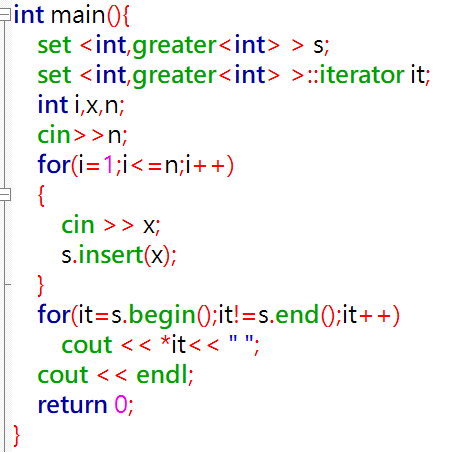 int main(){
set <int,greater<int> > s;
set <int,greater<int> >::iterator it;
int i,x,n;
cin>>n;
for(i=1;i<=n;i++)
{
cin >> x;
s.insert(x);
}
for(it=s.begin();it!=s.end();it++)
cout << *it<< " ";
cout << endl;
return 0;
}